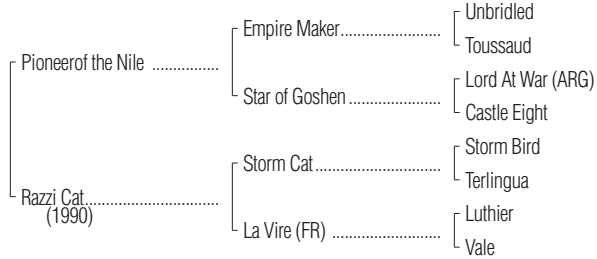 Unbridled
Empire Maker....................
Toussaud
Pioneerof the Nile ................
Lord At War (ARG)
Star of Goshen ...................
Castle Eight
Storm Bird
Storm Cat.........................
Terlingua
Razzi Cat.................................
(1990)
Luthier
La Vire (FR) ......................
Vale